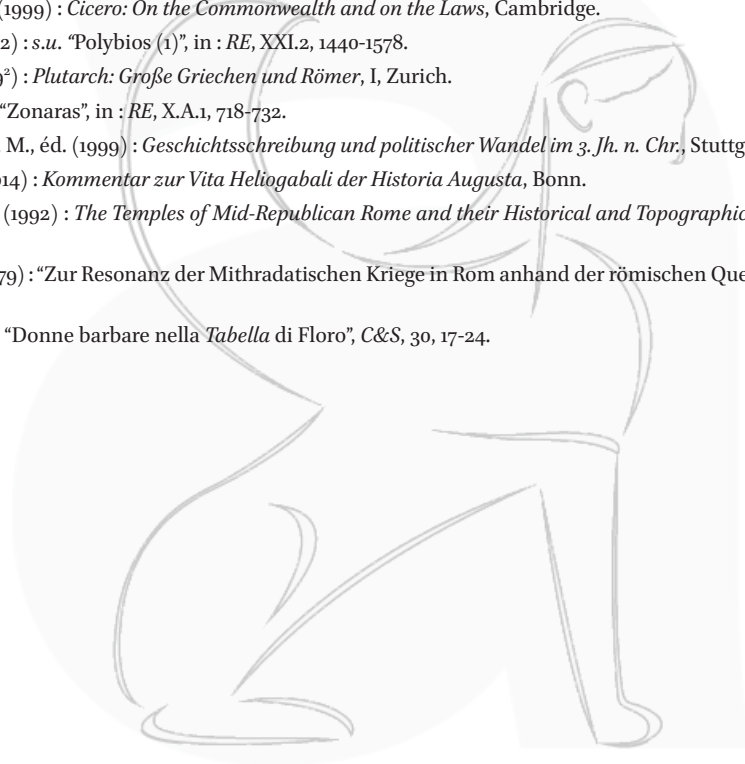 (1999) : Cicero: On the Commonwealth and on the Laws, Cambridge.
2) : s.u. “Polybios (1)”, in : RE, XXI.2, 1440-1578.
9²) : Plutarch: Große Griechen und Römer, I, Zurich.
“Zonaras”, in : RE, X.A.1, 718-732.
M., éd. (1999) : Geschichtsschreibung und politischer Wandel im 3. Jh. n. Chr.,
014) : Kommentar zur Vita Heliogabali der Historia Augusta, Bonn.
(1992) : The Temples of Mid-Republican Rome and their Historical and
79) : “Zur Resonanz der Mithradatischen Kriege in Rom anhand der römischen
“Donne barbare nella Tabella di Floro”, C&S, 30, 17-24.